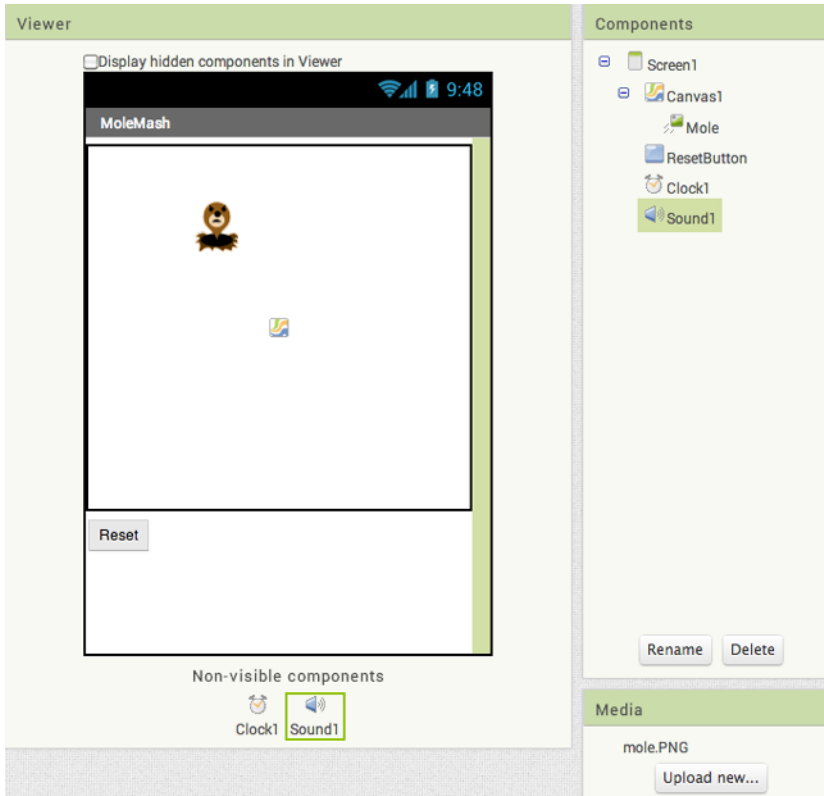 Viewer
Display hidden components in Viewer
9:48
MoleMash
Reset
Non-visible components
Clock1 Sound1
Components
Screen1
Canvas1
Mole
ResetButton
Clock1
Sound1
Rename Delete
Media
mole.PNG
Upload new...